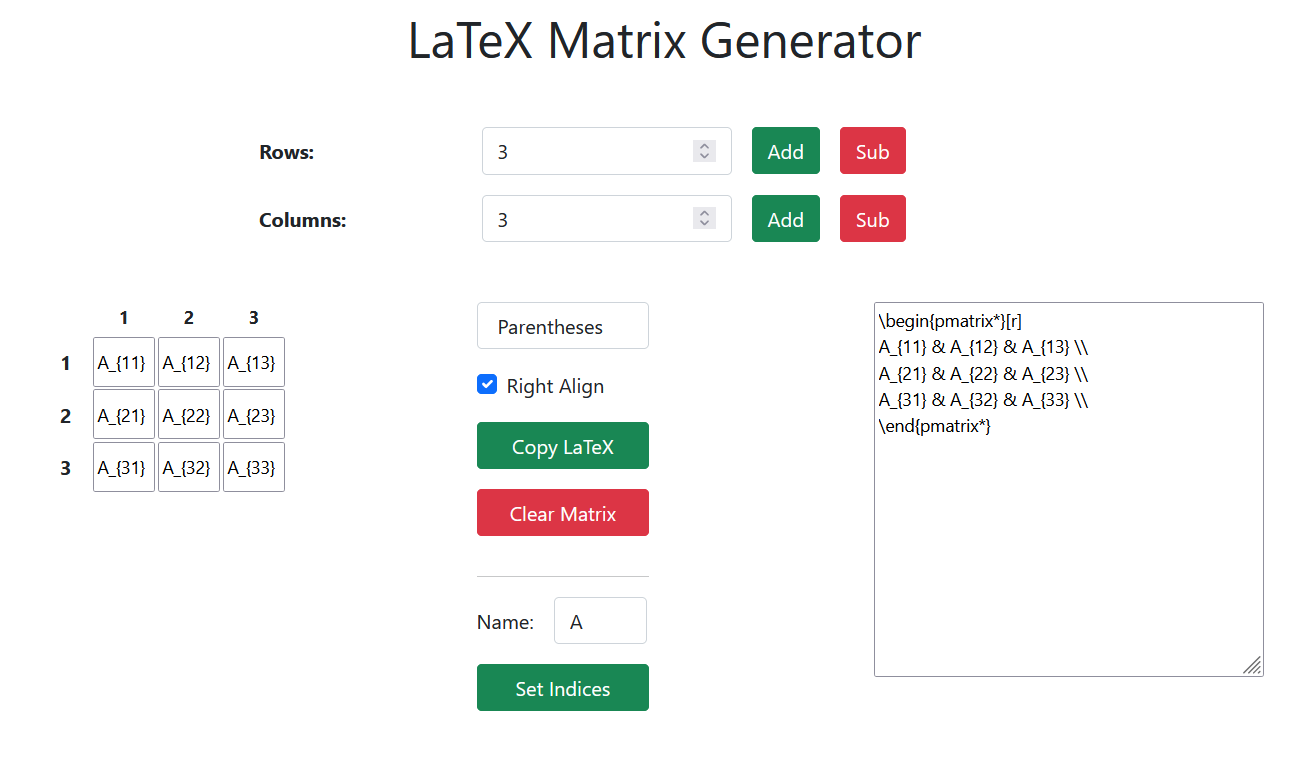 LaTeX Matrix Generator
Rows:
3
Add
Sub
Columns:
3
Add
Sub
1 2 3
1 A_{11} A_{12} A_{13}
2 A_{21} A_{22} A_{23}
3 A_{31} A_{32} A_{33}
Parentheses
Right Align
Copy LaTeX
Clear Matrix
Name: A
Set Indices
\begin{pmatrix*}[r]
A_{11} & A_{12} & A_{13} \\
A_{21} & A_{22} & A_{23} \\
A_{31} & A_{32} & A_{33} \\
\end{pmatrix*}